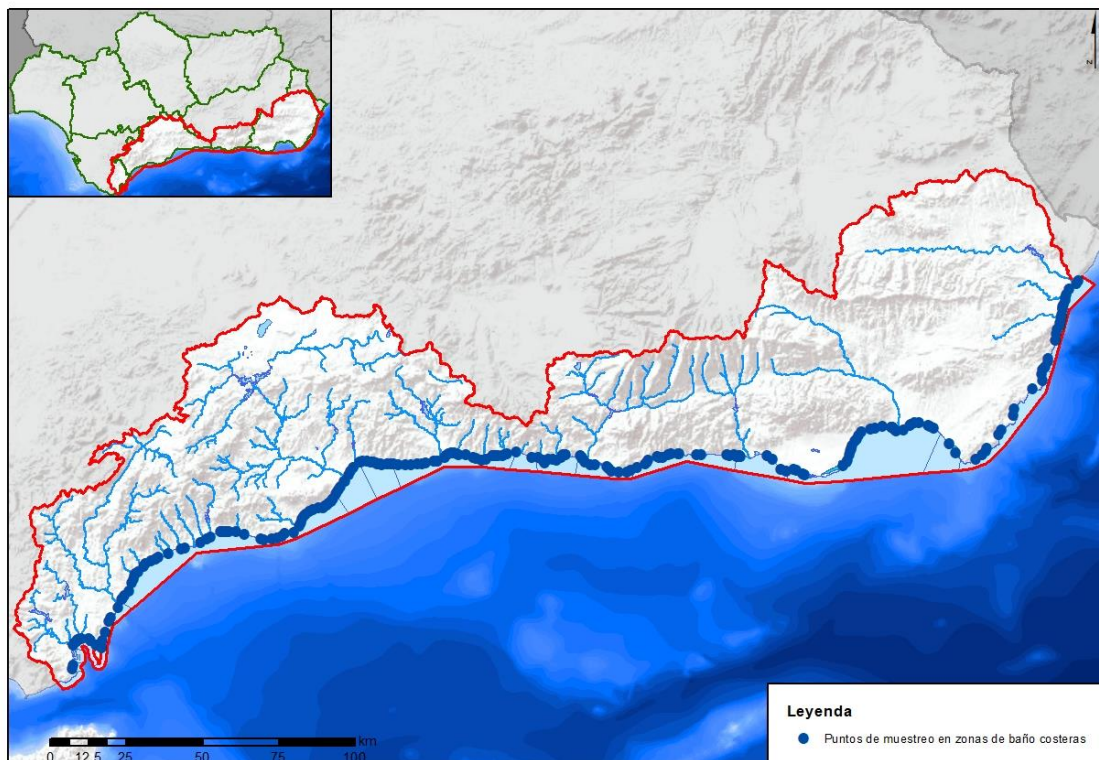 N
Leyenda
Puntos de muestreo en zonas de baño costeras
km
0 12,5 25 50 75 100